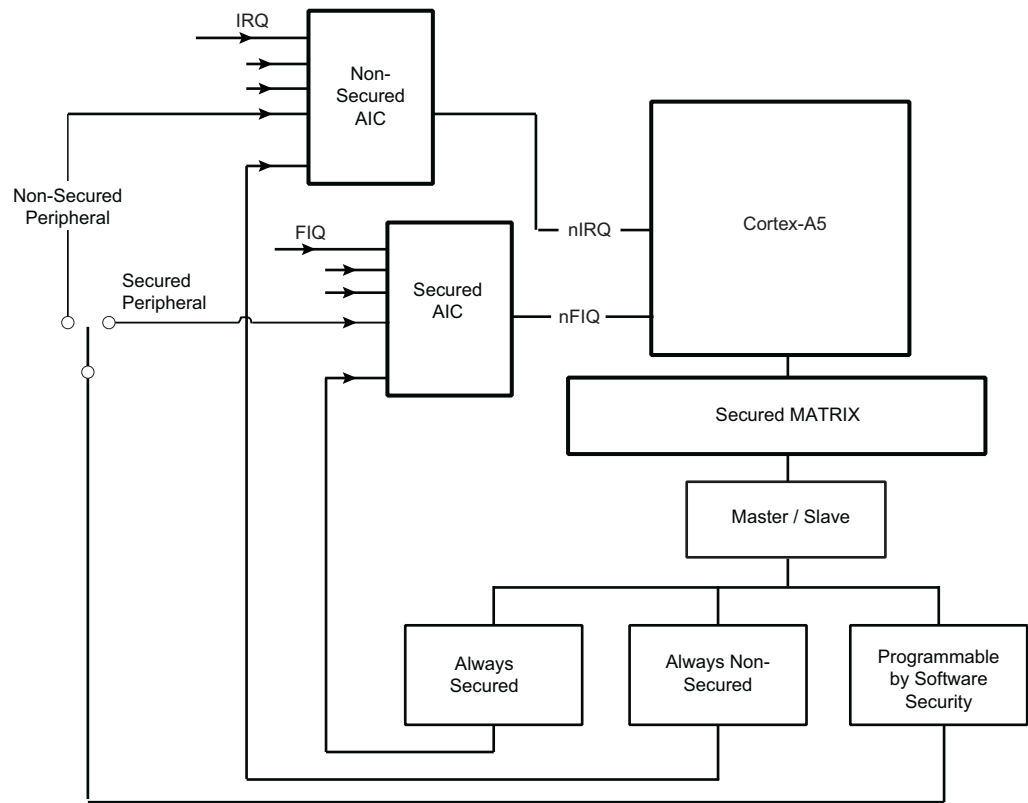 IRQ
Non-
Secured
AIC
Non-Secured
Peripheral
FIQ
Secured
Peripheral
Secured
AIC
nIRQ
nFIQ
Cortex-A5
Secured MATRIX
Master / Slave
Always
Secured
Always Non-
Secured
Programmable
by Software
Security